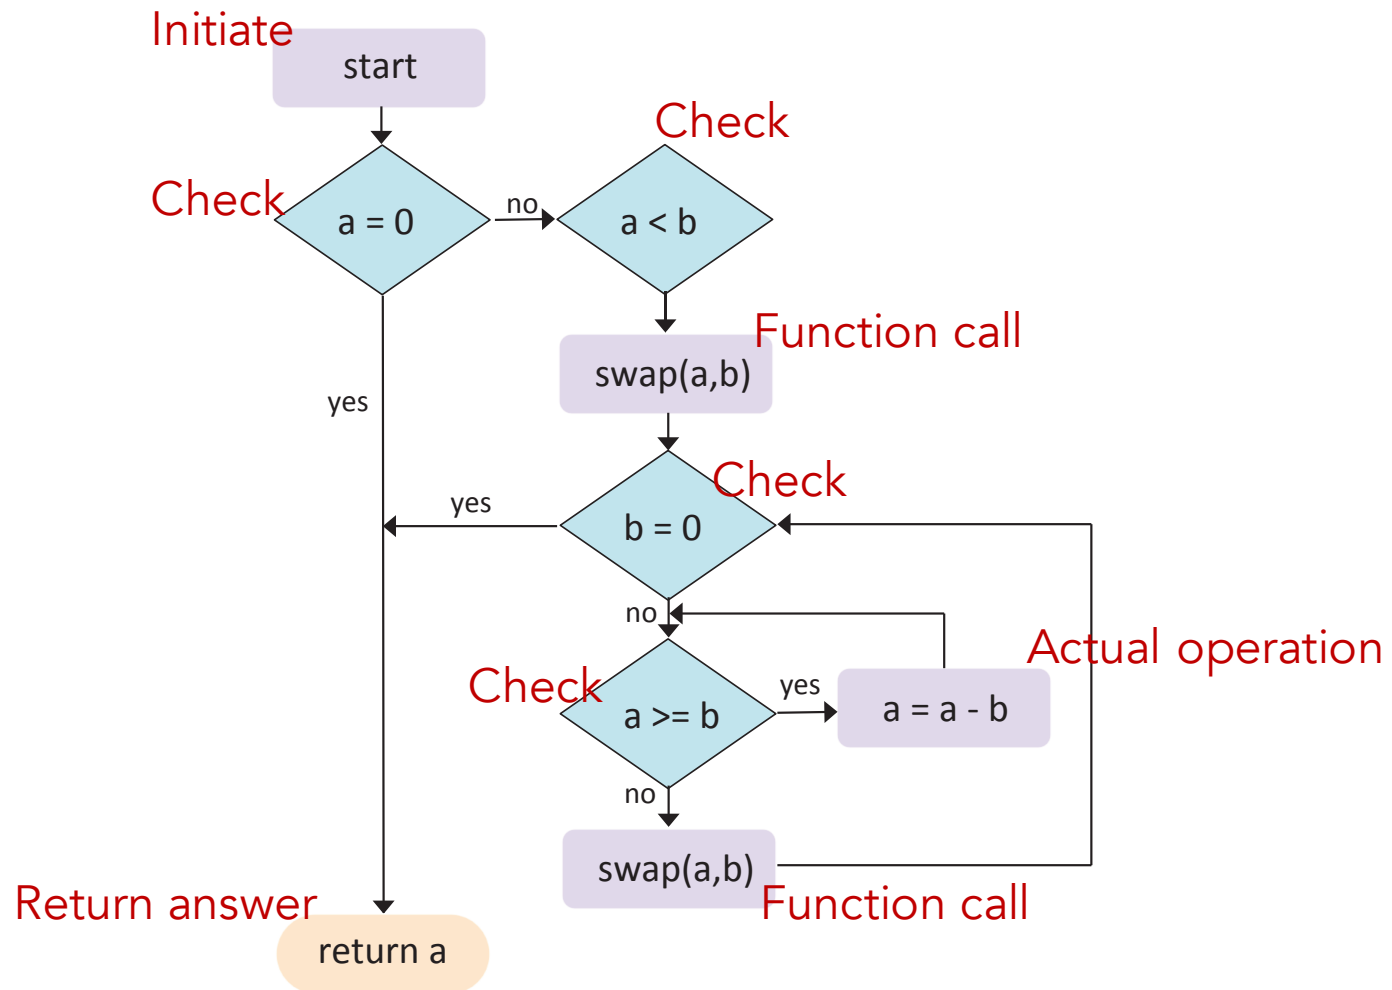 Initiate
start
Check
Check
a = 0
no
a < b
Function call
swap(a,b)
yes
Check
yes
b = 0
no
Actual operation
Check
yes
a >= b
a = a - b
no
swap(a,b)
Return answer
Function call
return a